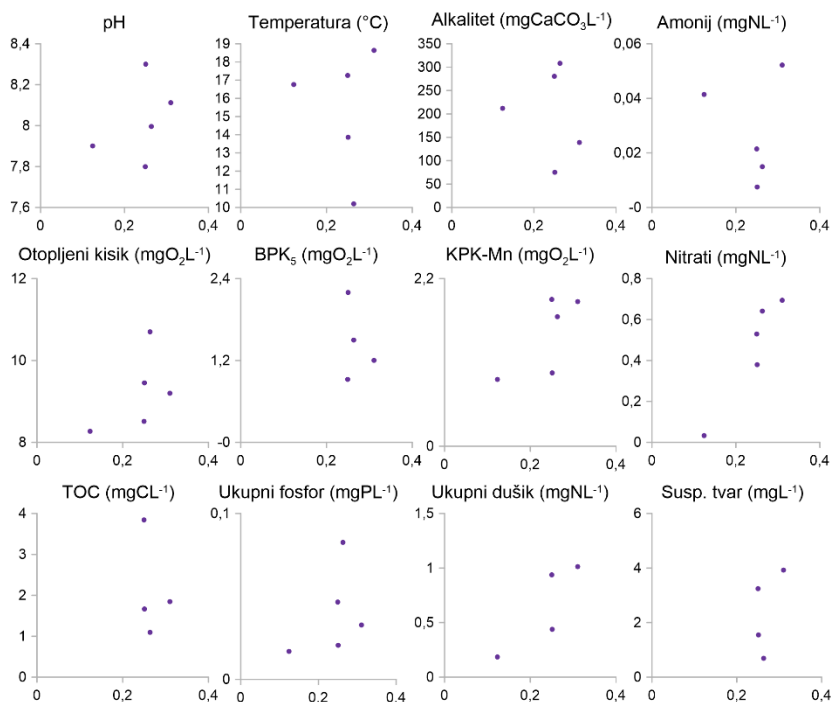 pH
Temperatura (°C)
Alkalitet (mgCaCO₃L⁻¹)
Amonij (mgNL⁻¹)
8,4
8,2
8
7,8
7,6
0 0,2 0,4
19
18
17
16
15
14
13
12
11
10
0 0,2 0,4
350
300
250
200
150
100
50
0
0 0,2 0,4
0,06
0,04
0,02
-0
0 0,2 0,4
Otopljeni kisik (mgO₂L⁻¹)
BPK₅ (mgO₂L⁻¹)
KPK-Mn (mgO₂L⁻¹)
Nitrati (mgNL⁻¹)
12
10
9
8
0 0,2 0,4
2,4
1,2
-0
0 0,2 0,4
2,2
0
0 0,2 0,4
0,8
0,6
0,4
0,2
0
0 0,2 0,4
TOC (mgCL⁻¹)
Ukupni fosfor (mgPL⁻¹)
Ukupni dušik (mgNL⁻¹)
Susp. tvar (mgL⁻¹)
4
3
2
1
0
0 0,2 0,4
0,1
0
0 0,2 0,4
1,5
1
0,5
0
0 0,2 0,4
6
4
2
0
0 0,2 0,4